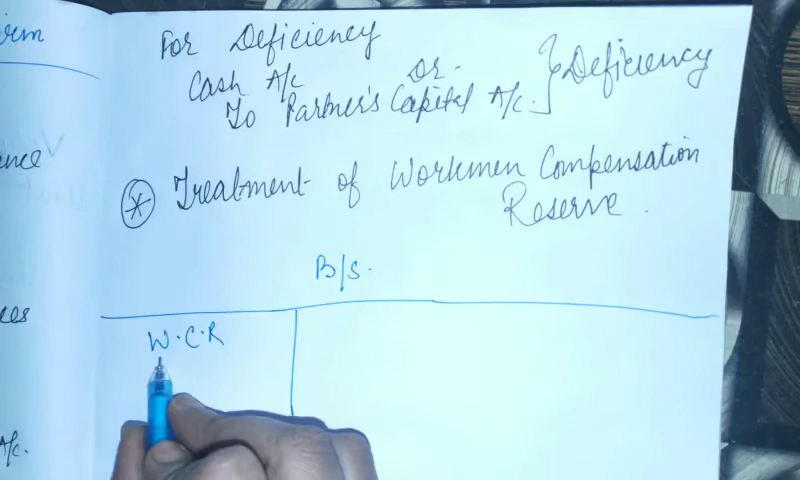 For Deficiency
Cash A/c Dr.
To Partner's Capital A/c.
Deficiency
Treatment of Workmen Compensation
Reserve.
B/S.
W.C.R
A/c.